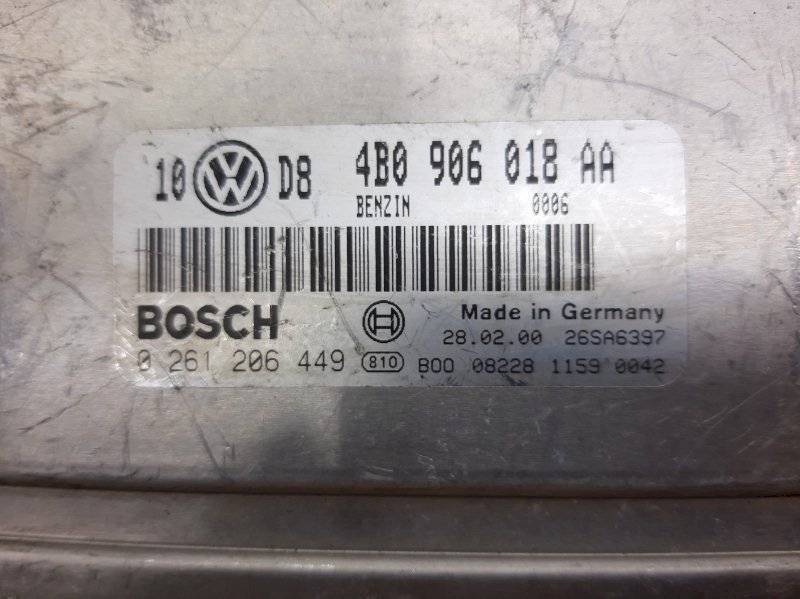 10 VW D8 4B0 906 018 AA
BENZIN 0006
BOSCH Made in Germany
28.02.00 26SA6397
0 261 206 449 810 B00 08228 1159 0042